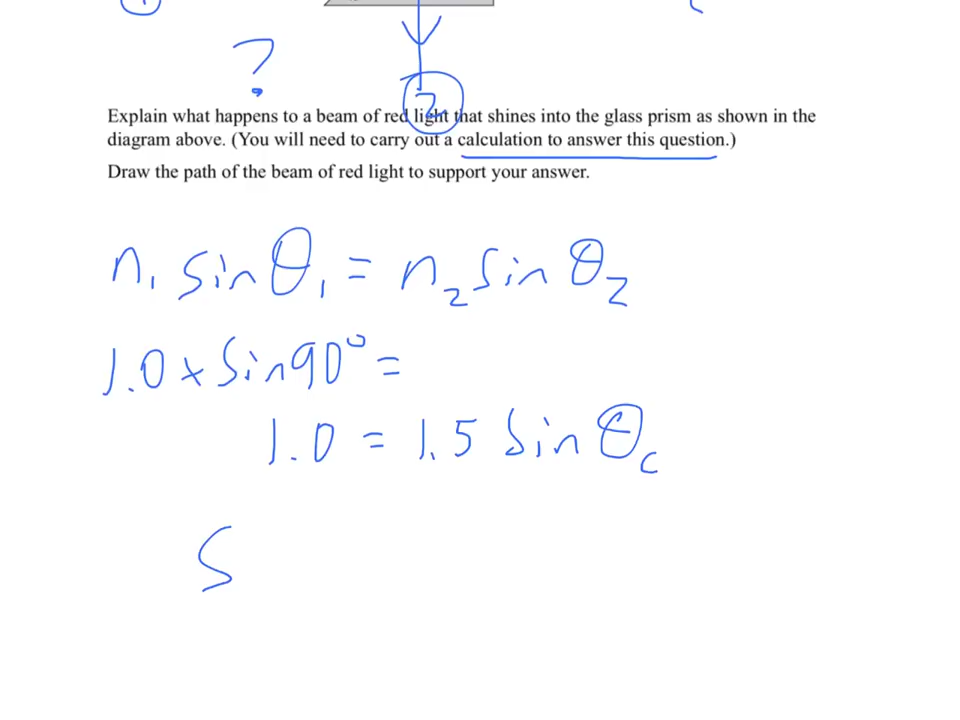 ?
2
Explain what happens to a beam of red light that shines into the glass prism as shown in the
diagram above. (You will need to carry out a calculation to answer this question.)
Draw the path of the beam of red light to support your answer.
n₁ sin θ₁ = n₂ sin θ₂
1.0 × sin 90° =
1.0 = 1.5 sin θc
S